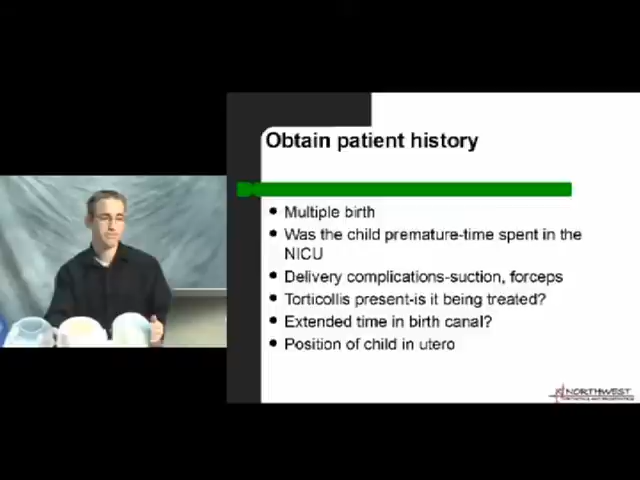 Obtain patient history
Multiple birth
Was the child premature-time spent in the
NICU
Delivery complications-suction, forceps
Torticollis present-is it being treated?
Extended time in birth canal?
Position of child in utero
NORTHWEST